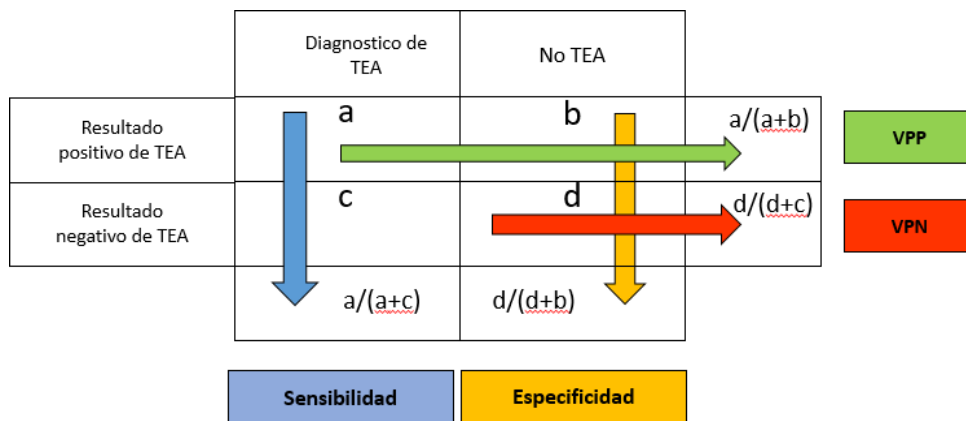 Diagnostico de
TEA
No TEA
Resultado
positivo de TEA
a
b
a/(a+b)
VPP
Resultado
negativo de TEA
c
d
d/(d+c)
VPN
a/(a+c)
d/(d+b)
Sensibilidad
Especificidad